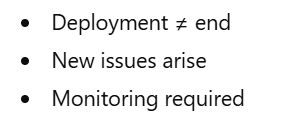 • Deployment ≠ end
• New issues arise
• Monitoring required